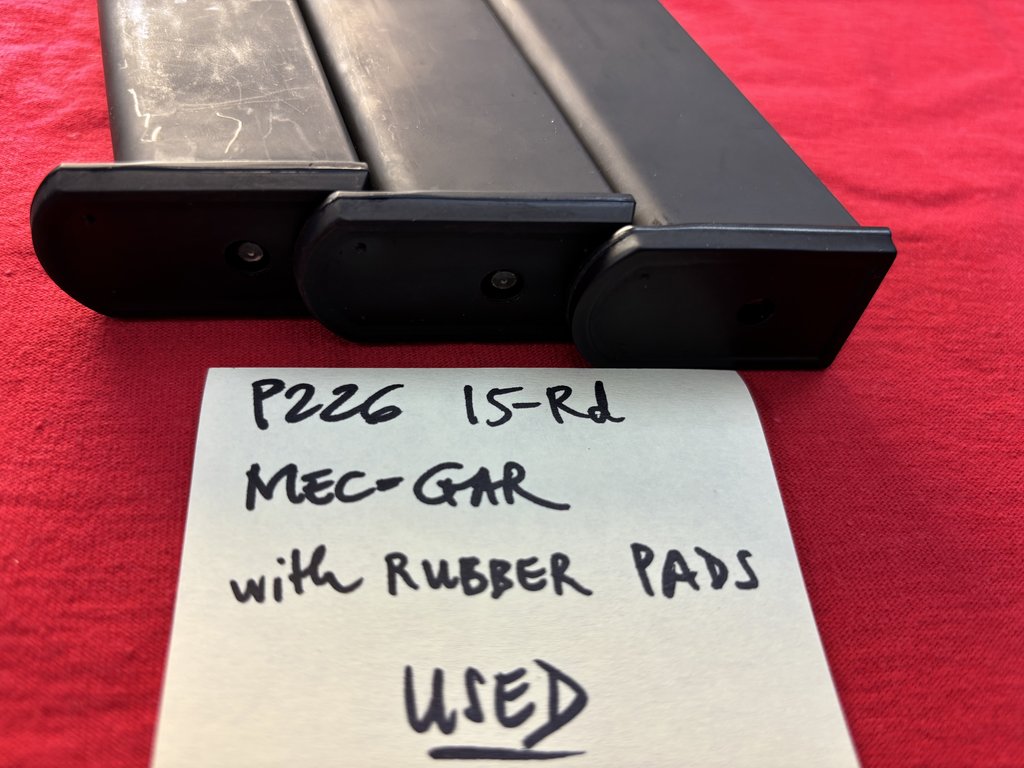 P226 15-Rd
MEC-GAR
with RUBBER PADS
USED